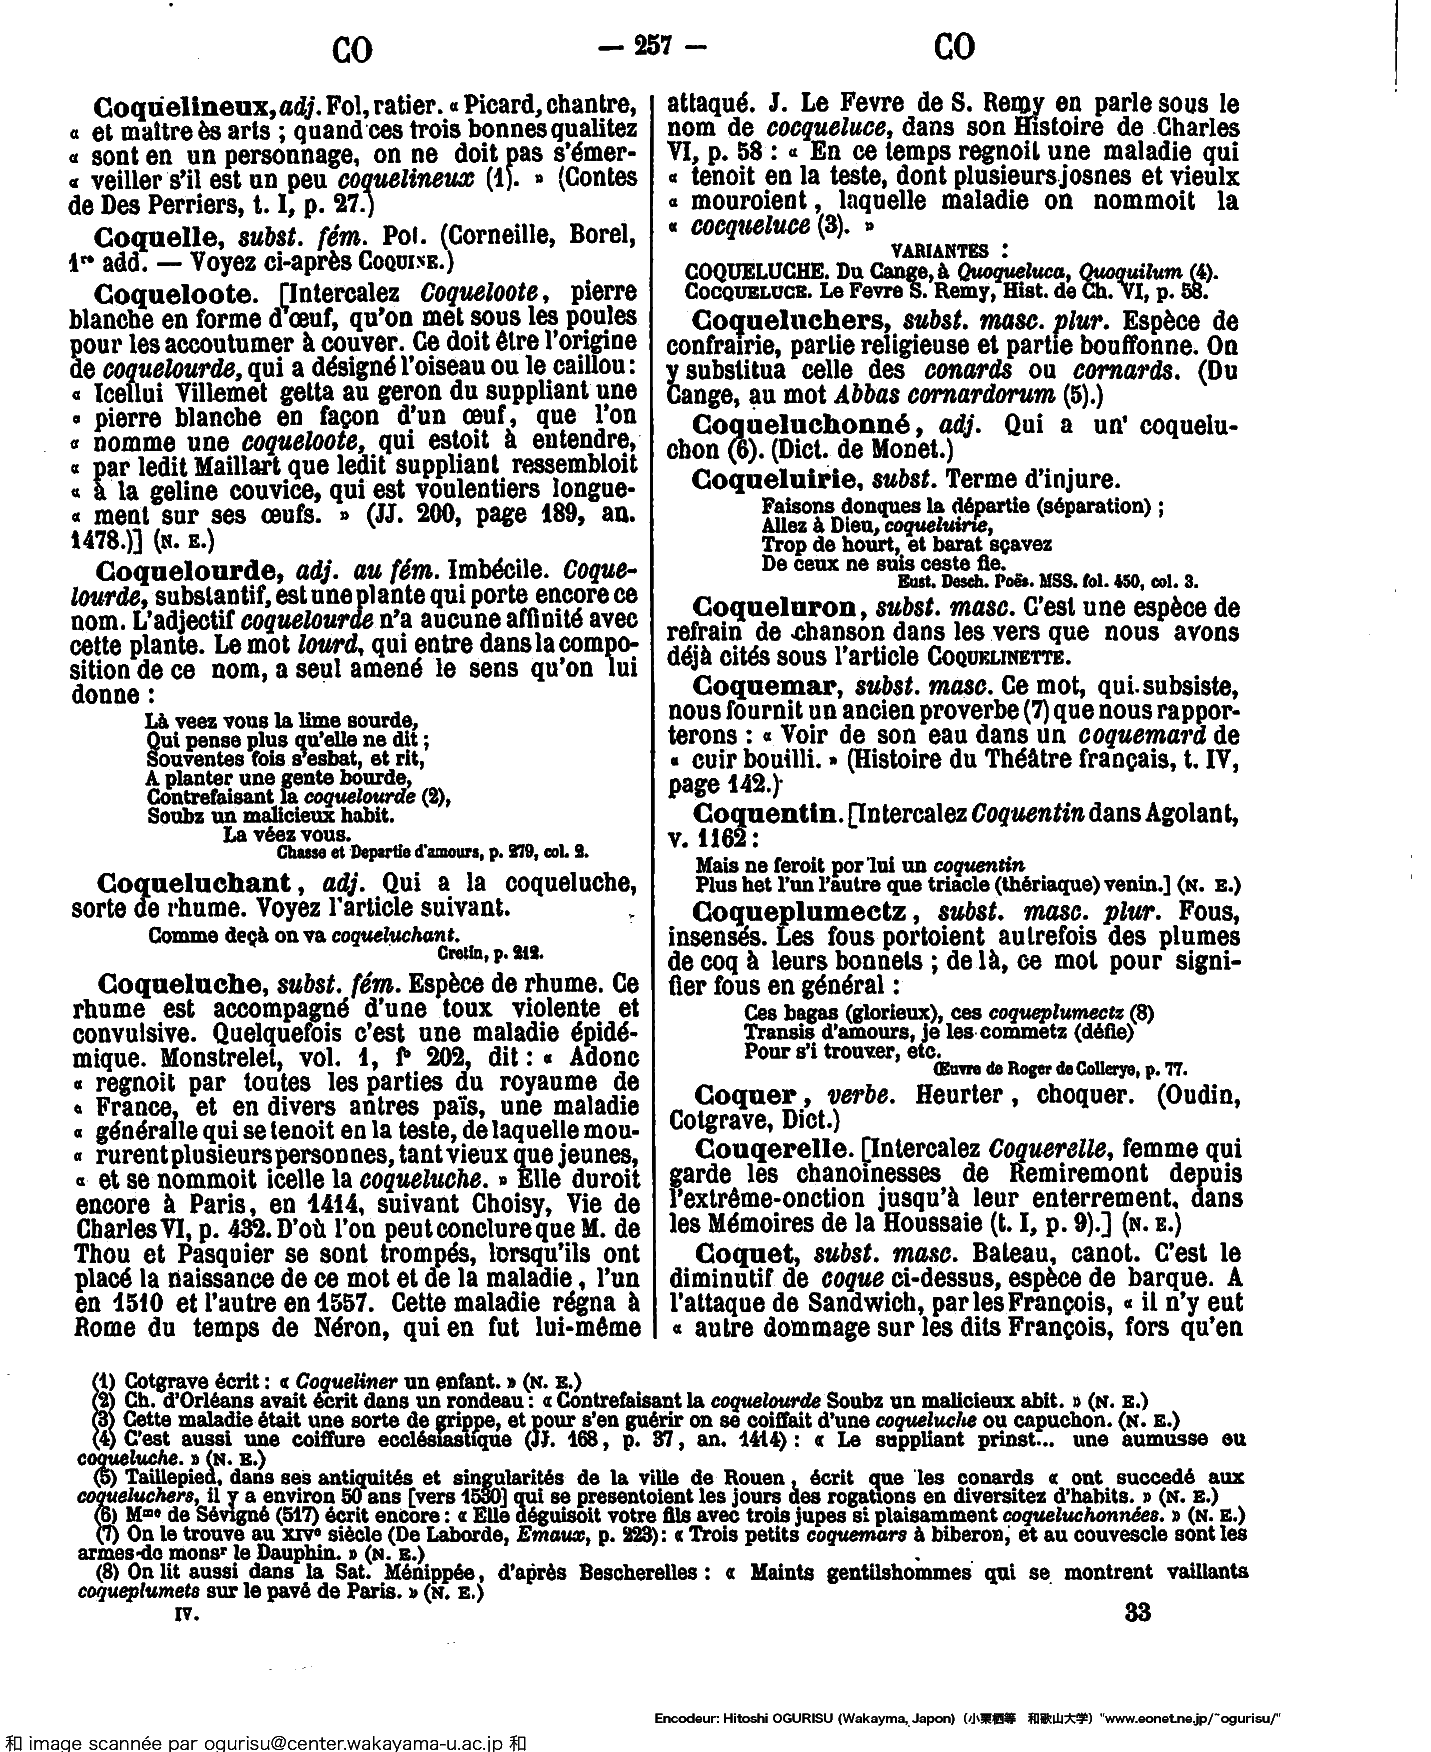 CO
— 257 —
CO
Coquelineux, adj. Fol, ratier. « Picard, chantre,
« et maître ès arts ; quand ces trois bonnes qualitez
« sont en un personnage, on ne doit pas s'émer-
« veiller s'il est un peu coquelineux (1). » (Contes
de Des Perriers, t. I, p. 27.)
Coquelle, subst. fém. Pot. (Corneille, Borel,
1re add. — Voyez ci-après COQUINE.)
Coqueloote. [Intercalez Coqueloote, pierre
blanche en forme d'œuf, qu'on met sous les poules
pour les accoutumer à couver. Ce doit être l'origine
de coquelourde, qui a désigné l'oiseau ou le caillou :
« Icellui Villemet getta au geron du suppliant une
« pierre blanche en façon d'un œuf, que l'on
« nomme une coqueloote, qui estoit à entendre,
« par ledit Maillart que ledit suppliant ressembloit
« à la geline couvice, qui est voulentiers longue-
« ment sur ses œufs. » (JJ. 200, page 189, an.
1478.)] (N. E.)
Coquelourde, adj. au fém. Imbécile. Coque-
lourde, substantif, est une plante qui porte encore ce
nom. L'adjectif coquelourde n'a aucune affinité avec
cette plante. Le mot lourd, qui entre dans la compo-
sition de ce nom, a seul amené le sens qu'on lui
donne :
Là veez vous la lime sourde,
Qui pense plus qu'elle ne dit ;
Souventes fois s'esbat, et rit,
A planter une gente bourde,
Contrefaisant la coquelourde (2),
Soubz un malicieux habit.
La véez vous.
Chasse et Departie d'amours, p. 279, col. 2.
Coqueluchant, adj. Qui a la coqueluche,
sorte de rhume. Voyez l'article suivant.
Comme deçà on va coqueluchant.
Cretin, p. 212.
Coqueluche, subst. fém. Espèce de rhume. Ce
rhume est accompagné d'une toux violente et
convulsive. Quelquefois c'est une maladie épidé-
mique. Monstrelet, vol. 1, f° 202, dit : « Adonc
« regnoit par toutes les parties du royaume de
« France, et en divers antres païs, une maladie
« généralle qui se tenoit en la teste, de laquelle mou-
« rurent plusieurs personnes, tant vieux que jeunes,
« et se nommoit icelle la coqueluche. » Elle duroit
encore à Paris, en 1414, suivant Choisy, Vie de
Charles VI, p. 432. D'où l'on peut conclure que M. de
Thou et Pasquier se sont trompés, lorsqu'ils ont
placé la naissance de ce mot et de la maladie, l'un
en 1510 et l'autre en 1557. Cette maladie régna à
Rome du temps de Néron, qui en fut lui-même
attaqué. J. Le Fevre de S. Remy en parle sous le
nom de cocqueluce, dans son Histoire de Charles
VI, p. 58 : « En ce temps regnoit une maladie qui
« tenoit en la teste, dont plusieurs josnes et vieulx
« mouroient, laquelle maladie on nommoit la
« cocqueluce (3). »
VARIANTES :
COQUELUCHE. Du Cange, à Quoqueluca, Quoquilum (4).
COCQUELUCE. Le Fevre S. Remy, Hist. de Ch. VI, p. 58.
Coqueluchers, subst. masc. plur. Espèce de
confrairie, partie religieuse et partie bouffonne. On
y substitua celle des conards ou cornards. (Du
Cange, au mot Abbas cornardorum (5).)
Coqueluchonné, adj. Qui a un coquelu-
chon (6). (Dict. de Monet.)
Coqueluirie, subst. Terme d'injure.
Faisons donques la départie (séparation) ;
Allez à Dieu, coqueluirie,
Trop de hourt, et barat sçavez
De ceux ne suis ceste fie.
Eust. Desch. Poës. MSS. fol. 450, col. 3.
Coqueluron, subst. masc. C'est une espèce de
refrain de chanson dans les vers que nous avons
déjà cités sous l'article COQUELINETTE.
Coquemar, subst. masc. Ce mot, qui subsiste,
nous fournit un ancien proverbe (7) que nous rappor-
terons : « Voir de son eau dans un coquemard de
« cuir bouilli. » (Histoire du Théâtre français, t. IV,
page 142.)
Coquentin. [Intercalez Coquentin dans Agolant,
v. 1162 :
Mais ne feroit por lui un coquentin
Plus het l'un l'autre que triacle (thériaque) venin.] (N. E.)
Coqueplumectz, subst. masc. plur. Fous,
insensés. Les fous portoient autrefois des plumes
de coq à leurs bonnets ; de là, ce mot pour signi-
fier fous en général :
Ces bagas (glorieux), ces coqueplumectz (8)
Transis d'amours, je les commetz (défie)
Pour s'i trouver, etc.
Œuvre de Roger de Collerye, p. 77.
Coquer, verbe. Heurter, choquer. (Oudin,
Cotgrave, Dict.)
Couqerelle. [Intercalez Coquerelle, femme qui
garde les chanoinesses de Remiremont depuis
l'extrême-onction jusqu'à leur enterrement, dans
les Mémoires de la Houssaie (t. I, p. 9).] (N. E.)
Coquet, subst. masc. Bateau, canot. C'est le
diminutif de coque ci-dessus, espèce de barque. A
l'attaque de Sandwich, par les François, « il n'y eut
« autre dommage sur les dits François, fors qu'en
(1) Cotgrave écrit : « Coqueliner un enfant. » (N. E.)
(2) Ch. d'Orléans avait écrit dans un rondeau : « Contrefaisant la coquelourde Soubz un malicieux abit. » (N. E.)
(3) Cette maladie était une sorte de grippe, et pour s'en guérir on se coiffait d'une coqueluche ou capuchon. (N. E.)
(4) C'est aussi une coiffure ecclésiastique (JJ. 168, p. 37, an. 1414) : « Le suppliant prinst... une aumusse ou
coqueluche. » (N. E.)
(5) Taillepied, dans ses antiquités et singularités de la ville de Rouen, écrit que les conards « ont succedé aux
coqueluchers, il y a environ 50 ans [vers 1530] qui se presentoient les jours des rogations en diversitez d'habits. » (N. E.)
(6) Mme de Sévigné (517) écrit encore : « Elle déguisoit votre fils avec trois jupes si plaisamment coqueluchonnées. » (N. E.)
(7) On le trouve au XIVe siècle (De Laborde, Emaux, p. 223) : « Trois petits coquemars à biberon, et au couvescle sont les
armes de monsr le Dauphin. » (N. E.)
(8) On lit aussi dans la Sat. Ménippée, d'après Bescherelles : « Maints gentilshommes qui se montrent vaillants
coqueplumets sur le pavé de Paris. » (N. E.)
IV.
33
Encodeur: Hitoshi OGURISU (Wakayma, Japon) (小栗栖等 和歌山大学) "www.eonet.ne.jp/~ogurisu/"
和 image scannée par ogurisu@center.wakayama-u.ac.jp 和